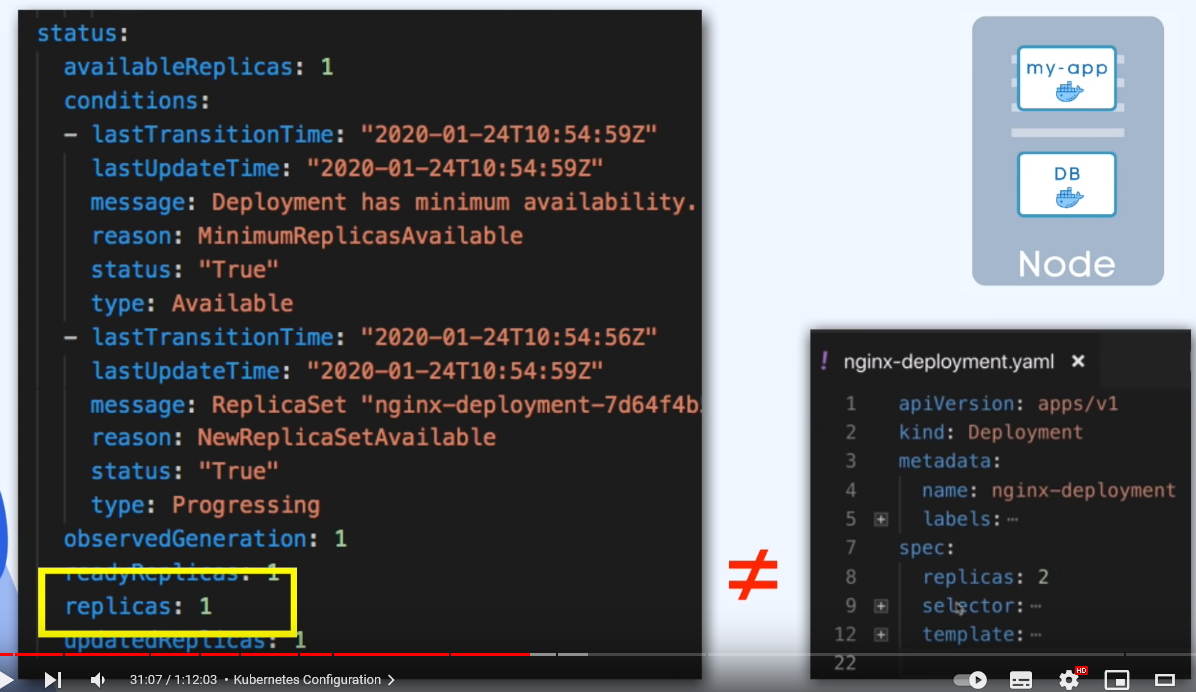 status:
availableReplicas: 1
conditions:
- lastTransitionTime: "2020-01-24T10:54:59Z"
lastUpdateTime: "2020-01-24T10:54:59Z"
message: Deployment has minimum availability.
reason: MinimumReplicasAvailable
status: "True"
type: Available
- lastTransitionTime: "2020-01-24T10:54:56Z"
lastUpdateTime: "2020-01-24T10:54:59Z"
message: ReplicaSet "nginx-deployment-7d64f4b
reason: NewReplicaSetAvailable
status: "True"
type: Progressing
observedGeneration: 1
readyReplicas: 1
replicas: 1
updatedReplicas: 1
≠
my-app
DB
Node
! nginx-deployment.yaml ×
1 apiVersion: apps/v1
2 kind: Deployment
3 metadata:
4 name: nginx-deployment
5 labels:…
7 spec:
8 replicas: 2
9 selector:…
12 template:…
22
31:07 / 1:12:03 • Kubernetes Configuration >
HD